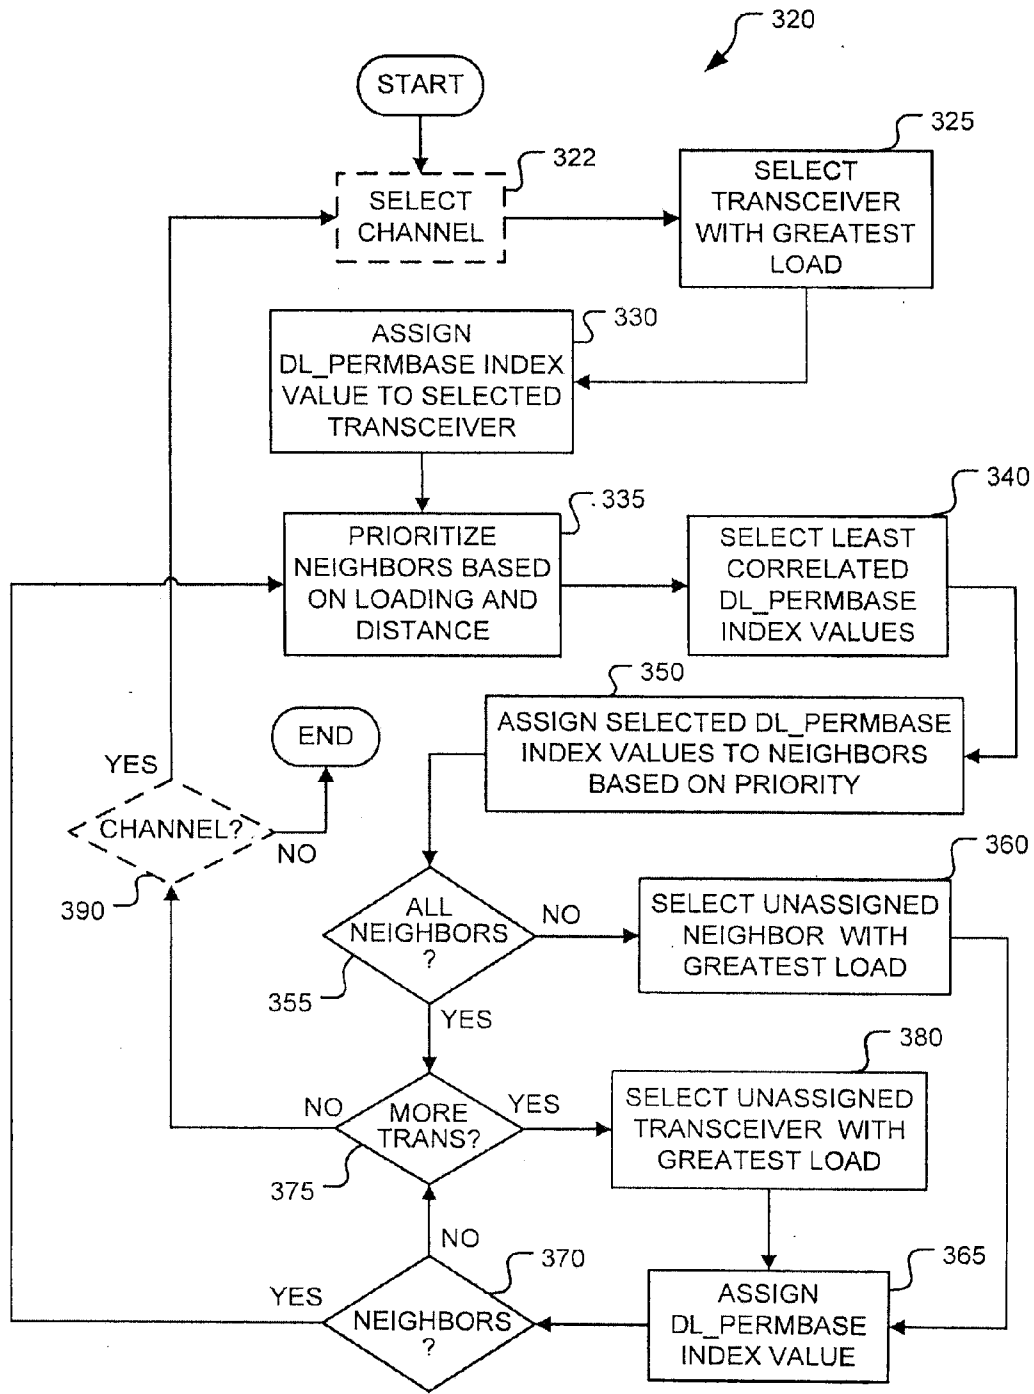 320
START
322
325
SELECT
CHANNEL
SELECT
TRANSCEIVER
WITH GREATEST
LOAD
330
ASSIGN
DL_PERMBASE INDEX
VALUE TO SELECTED
TRANSCEIVER
335
340
PRIORITIZE
NEIGHBORS BASED
ON LOADING AND
DISTANCE
SELECT LEAST
CORRELATED
DL_PERMBASE
INDEX VALUES
350
ASSIGN SELECTED DL_PERMBASE
INDEX VALUES TO NEIGHBORS
BASED ON PRIORITY
END
YES
CHANNEL?
NO
390
360
ALL
NEIGHBORS
?
NO
355
YES
SELECT UNASSIGNED
NEIGHBOR WITH
GREATEST LOAD
380
NO
MORE
TRANS?
YES
375
SELECT UNASSIGNED
TRANSCEIVER WITH
GREATEST LOAD
NO
370
365
YES
NEIGHBORS
?
ASSIGN
DL_PERMBASE
INDEX VALUE